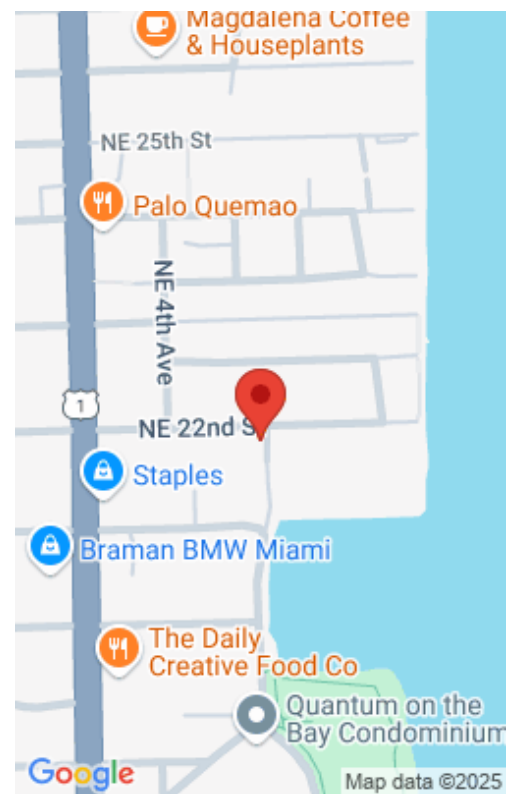 Magdalena Coffee
& Houseplants
NE 25th St
Palo Quemao
NE 4th Ave
1
NE 22nd S
Staples
Braman BMW Miami
The Daily
Creative Food Co
Quantum on the
Bay Condominium
Google
Map data ©2025